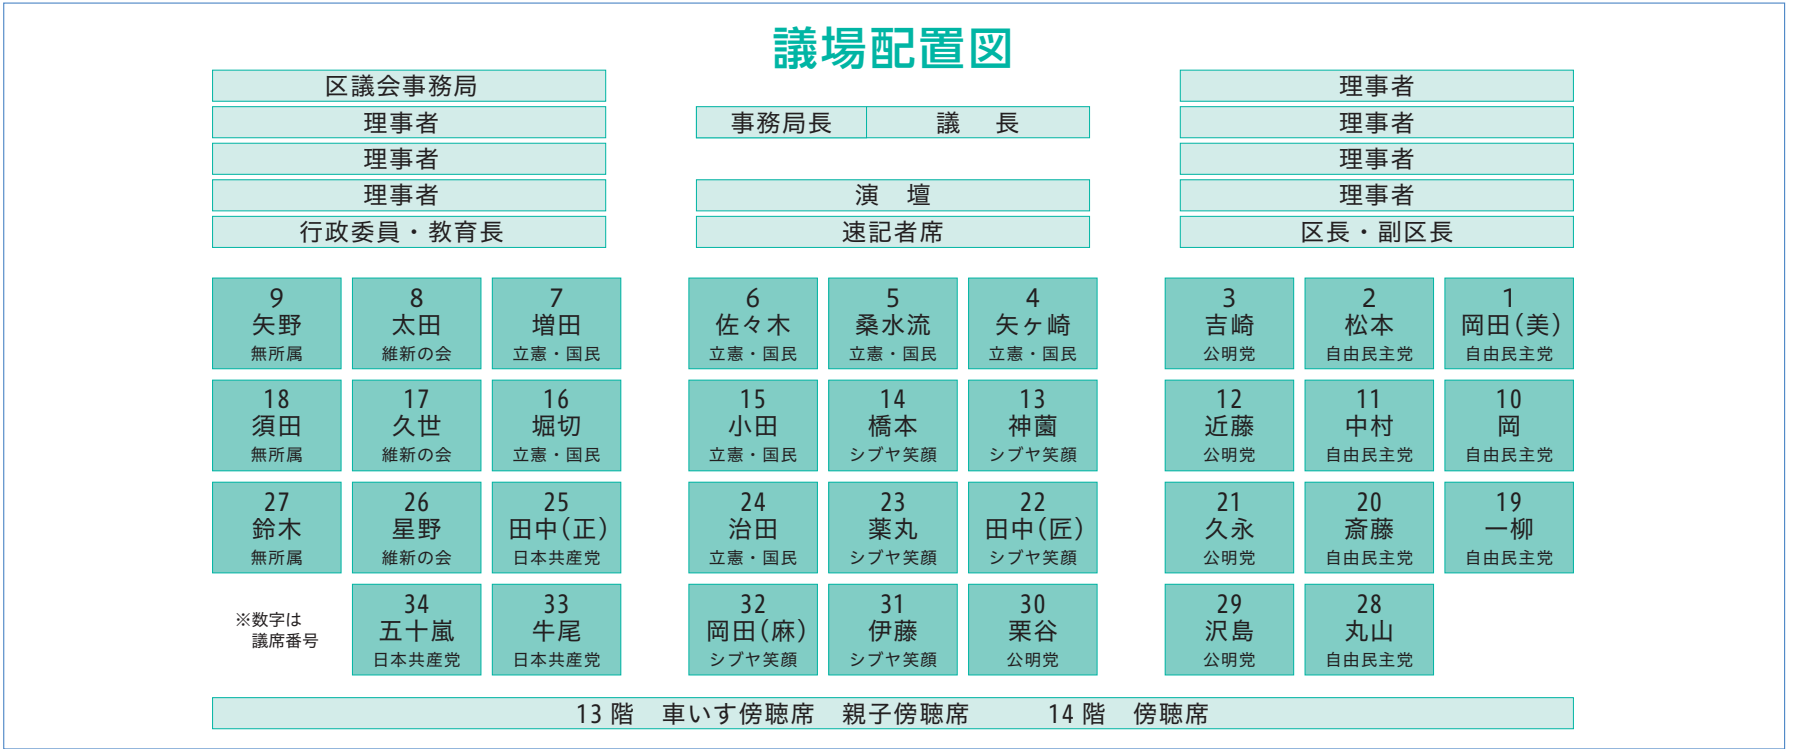 議場配置図
区議会事務局
理事者
理事者
理事者
行政委員・教育長
事務局長
議 長
演 壇
速記者席
理事者
理事者
理事者
理事者
区長・副区長
9
矢野
無所属
8
太田
維新の会
7
増田
立憲・国民
6
佐々木
立憲・国民
5
桑水流
立憲・国民
4
矢ヶ崎
立憲・国民
3
吉崎
公明党
2
松本
自由民主党
1
岡田(美)
自由民主党
18
須田
無所属
17
久世
維新の会
16
堀切
立憲・国民
15
小田
立憲・国民
14
橋本
シブヤ笑顔
13
神薗
シブヤ笑顔
12
近藤
公明党
11
中村
自由民主党
10
岡
自由民主党
27
鈴木
無所属
26
星野
維新の会
25
田中(正)
日本共産党
24
治田
立憲・国民
23
薬丸
シブヤ笑顔
22
田中(匠)
シブヤ笑顔
21
久永
公明党
20
斎藤
自由民主党
19
一柳
自由民主党
※数字は
議席番号
34
五十嵐
日本共産党
33
牛尾
日本共産党
32
岡田(麻)
シブヤ笑顔
31
伊藤
シブヤ笑顔
30
栗谷
公明党
29
沢島
公明党
28
丸山
自由民主党
13階 車いす傍聴席 親子傍聴席 14階 傍聴席